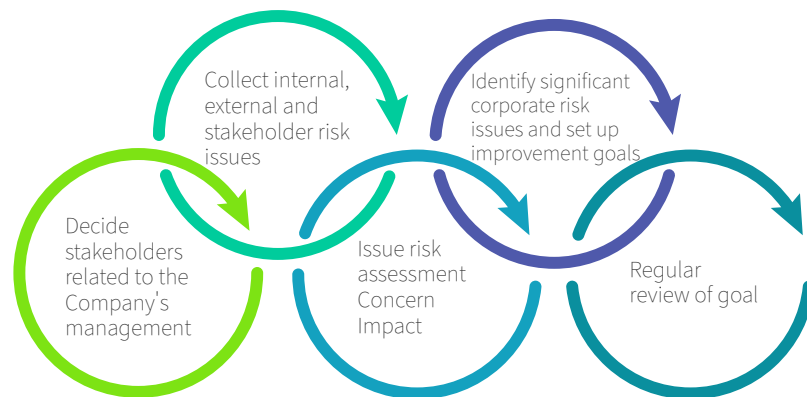 Decide
stakeholders
related to the
Company's
management
Collect internal,
external and
stakeholder risk
issues
Issue risk
assessment
Concern
Impact
Identify significant
corporate risk
issues and set up
improvement goals
Regular
review of goal